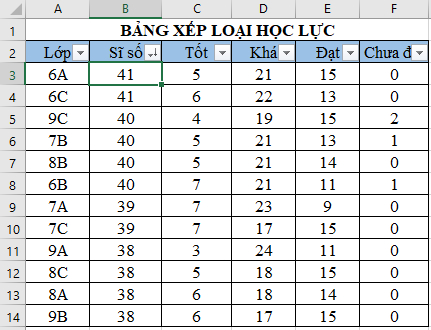 A B C D E F
1 BẢNG XẾP LOẠI HỌC LỰC
2 Lớp Sĩ số Tốt Khá Đạt Chưa đ
3 6A 41 5 21 15 0
4 6C 41 6 22 13 0
5 9C 40 4 19 15 2
6 7B 40 5 21 13 1
7 8B 40 5 21 14 0
8 6B 40 7 21 11 1
9 7A 39 7 23 9 0
10 7C 39 7 17 15 0
11 9A 38 3 24 11 0
12 8C 38 5 18 15 0
13 8A 38 6 18 14 0
14 9B 38 6 17 15 0